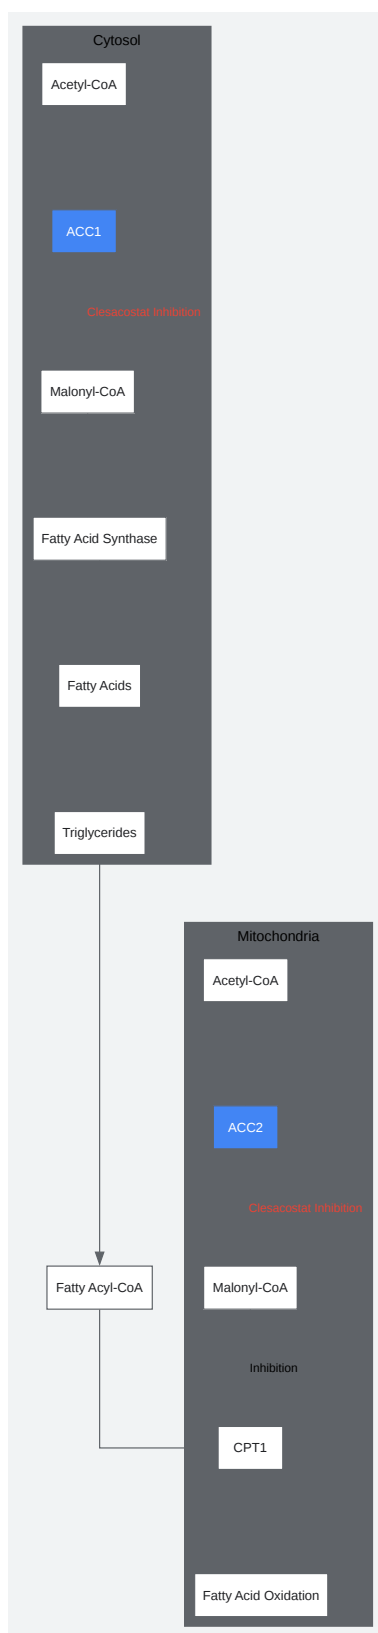 Cytosol
Acetyl-CoA
ACC1
Clesacostat Inhibition
Malonyl-CoA
Fatty Acid Synthase
Fatty Acids
Triglycerides
Mitochondria
Acetyl-CoA
ACC2
Clesacostat Inhibition
Fatty Acyl-CoA
Malonyl-CoA
Inhibition
CPT1
Fatty Acid Oxidation